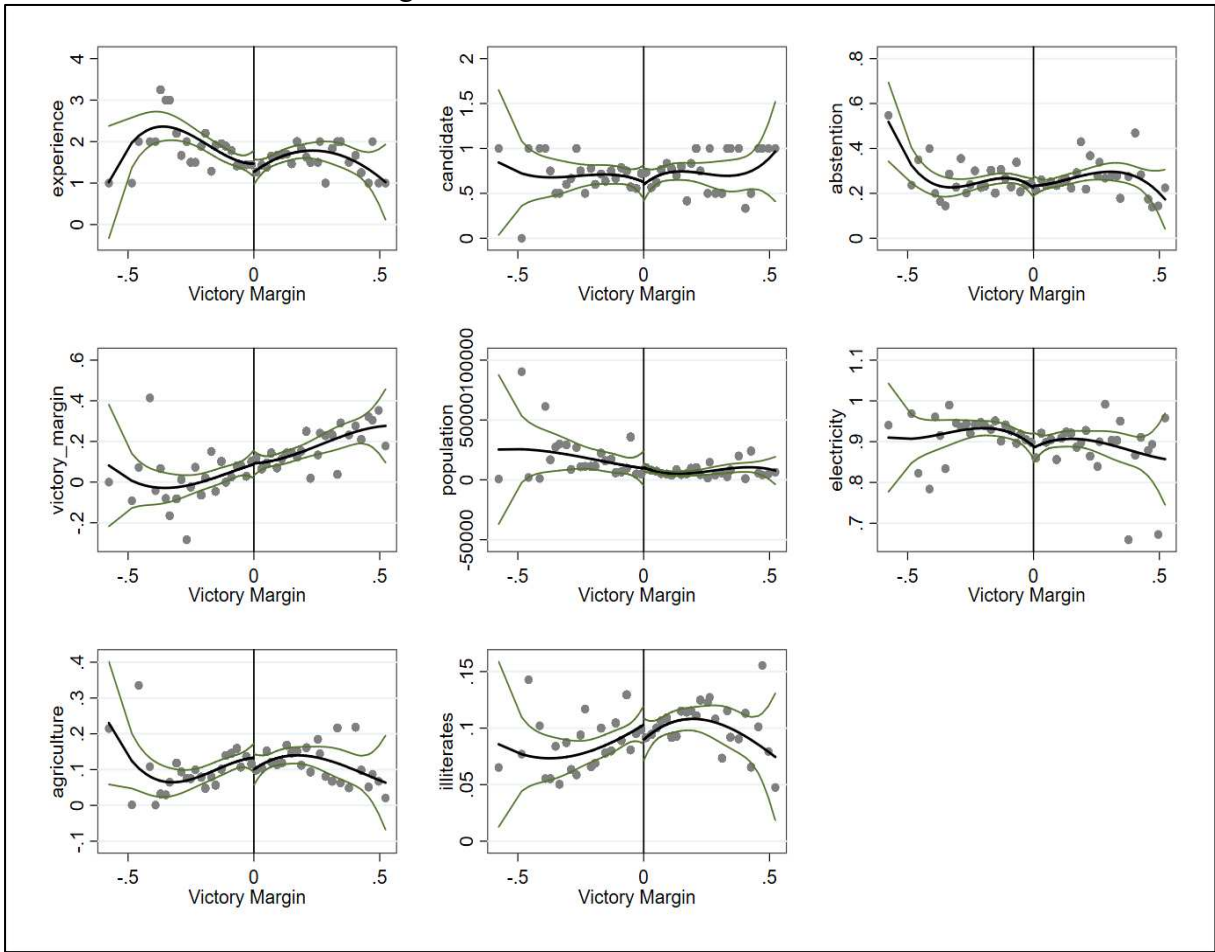 experience
4
3
2
1
0
-.5 0 .5
Victory Margin
candidate
2
1.5
1
.5
0
-.5 0 .5
Victory Margin
abstention
.8
.6
.4
.2
0
-.5 0 .5
Victory Margin
victory_margin
.6
.4
.2
0
-.2
-.5 0 .5
Victory Margin
population
100000
50000
0
-50000
-.5 0 .5
Victory Margin
electricity
1.1
1
.9
.8
.7
-.5 0 .5
Victory Margin
agriculture
.4
.3
.2
.1
0
-.1
-.5 0 .5
Victory Margin
illiterates
.15
.1
.05
0
-.5 0 .5
Victory Margin